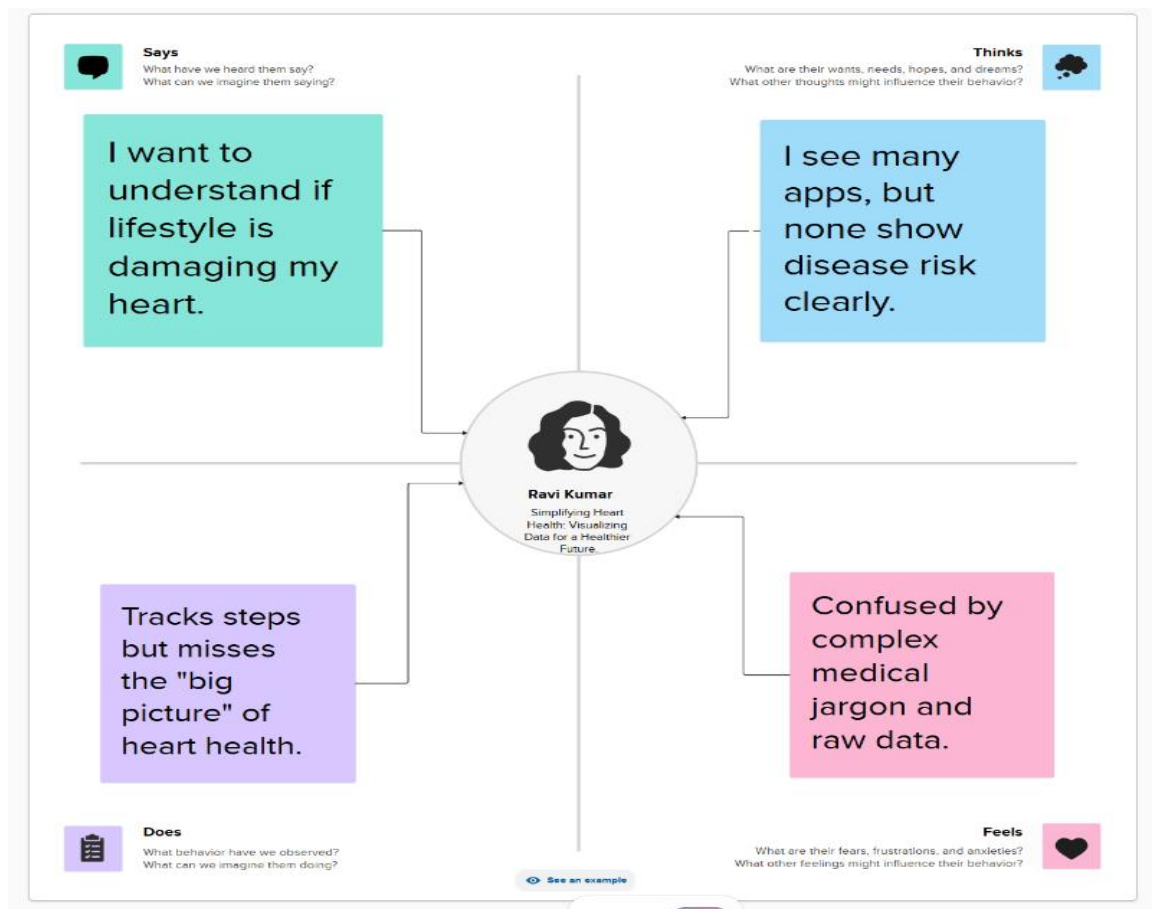 Says
What have we heard them say?
What can we imagine them saying?
Thinks
What are their wants, needs, hopes, and dreams?
What other thoughts might influence their behavior?
I want to
understand if
lifestyle is
damaging my
heart.
I see many
apps, but
none show
disease risk
clearly.
Ravi Kumar
Simplifying Heart
Health: Visualizing
Data for a Healthier
Future.
Tracks steps
but misses
the "big
picture" of
heart health.
Confused by
complex
medical
jargon and
raw data.
Does
What behavior have we observed?
What can we imagine them doing?
Feels
What are their fears, frustrations, and anxieties?
What other feelings might influence their behavior?
See an example